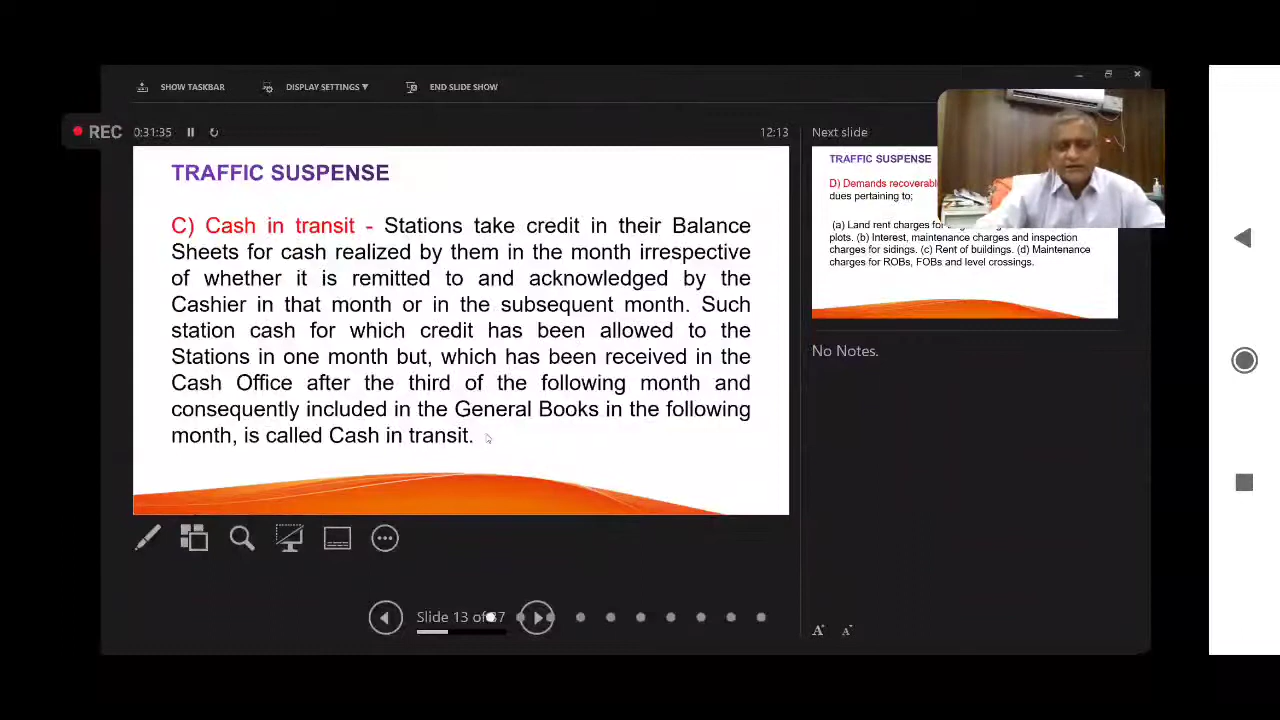 SHOW TASKBAR
DISPLAY SETTINGS ▼
END SLIDE SHOW
REC
0:31:35
12:13
Next slide
TRAFFIC SUSPENSE
C) Cash in transit - Stations take credit in their Balance
Sheets for cash realized by them in the month irrespective
of whether it is remitted to and acknowledged by the
Cashier in that month or in the subsequent month. Such
station cash for which credit has been allowed to the
Stations in one month but, which has been received in the
Cash Office after the third of the following month and
consequently included in the General Books in the following
month, is called Cash in transit.
TRAFFIC SUSPENSE
D) Demands
dues pertaining to;
(a) Land rent charges
plots. (b) Interest, maintenance charges and inspection
charges for sidings. (c) Rent of buildings. (d) Maintenance
charges for ROBs, FOBs and level crossings.
No Notes.
Slide 13 of 37
A A